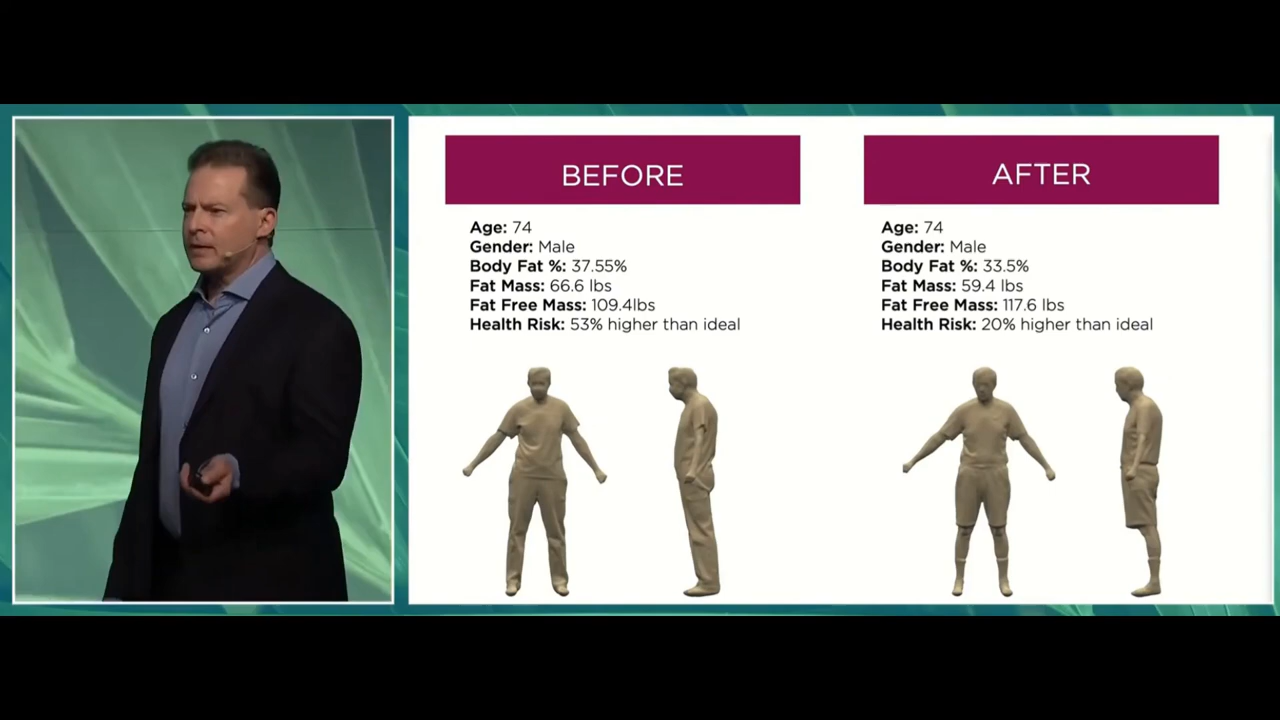 BEFORE
Age: 74
Gender: Male
Body Fat %: 37.55%
Fat Mass: 66.6 lbs
Fat Free Mass: 109.4lbs
Health Risk: 53% higher than ideal
AFTER
Age: 74
Gender: Male
Body Fat %: 33.5%
Fat Mass: 59.4 lbs
Fat Free Mass: 117.6 lbs
Health Risk: 20% higher than ideal